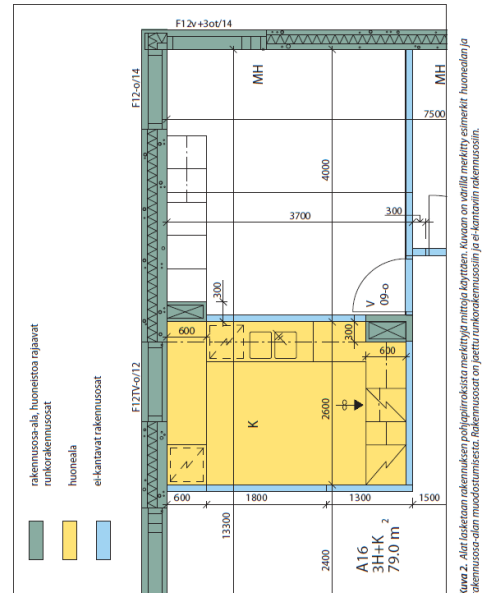 F12v+3ot/14
F12-o/14
MH
MH
7500
4000
3700
300
V
09-o
300
300
600
600
F12TV-o/12
K
2600
600
1800
1300
1500
13300
2400
A16
3H+K
79.0 m²
rakennusosa-ala, huoneistoa rajaavat
runkorakennusosat
huoneala
ei-kantavat rakennusosat
Kuva 2. Alat lasketaan rakennuksen pohjapiirroksista merkittyjä mittoja käyttäen. Kuvaan on värillä merkitty esimerkit huonealan ja
rakennusosa-alan muodostumisesta. Rakennusosat on jaettu runkorakennusosiin ja ei-kantaviin rakennusosiin.